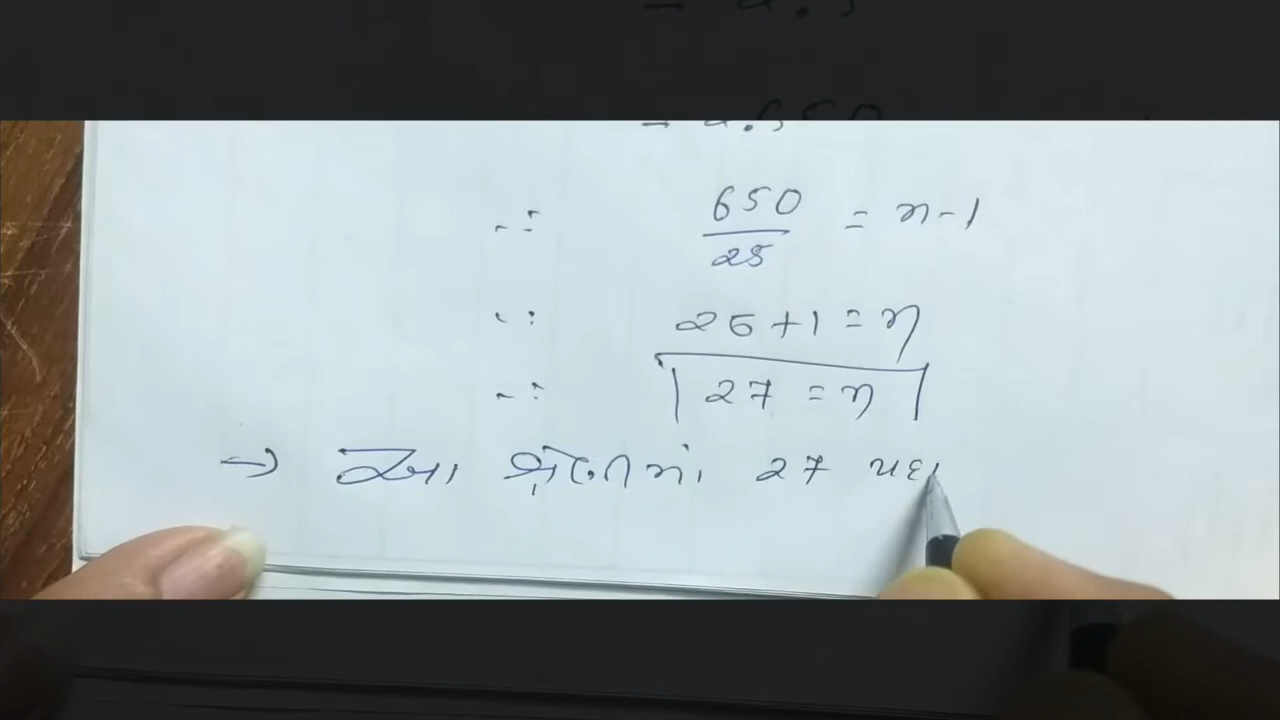 ∴ 650/25 = n-1
∴ 26+1 = n
∴ 27 = n
→ આ શ્રેણીમાં 27 પદ